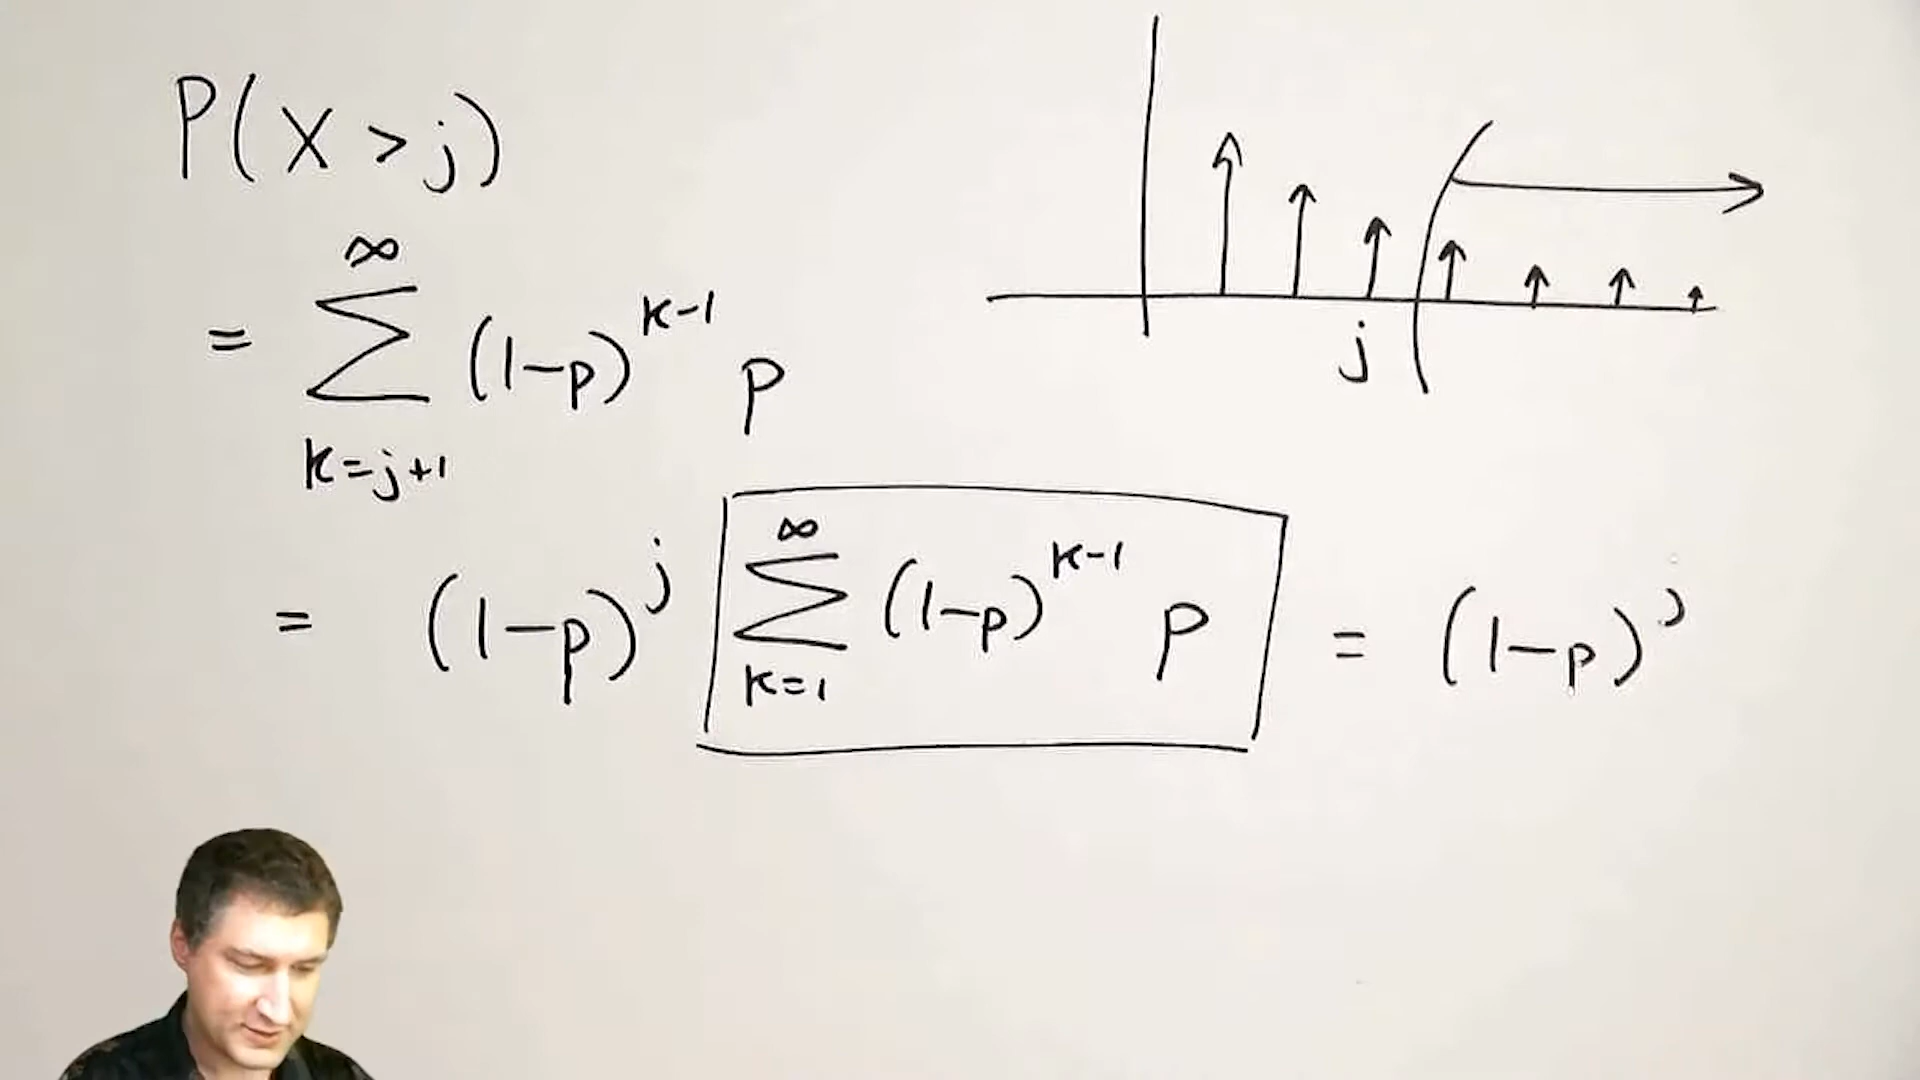 P(X > j)
= ∞ ∑ k=j+1 (1-p)^{k-1} p
= (1-p)^j ∞ ∑ k=1 (1-p)^{k-1} p = (1-p)^j
j